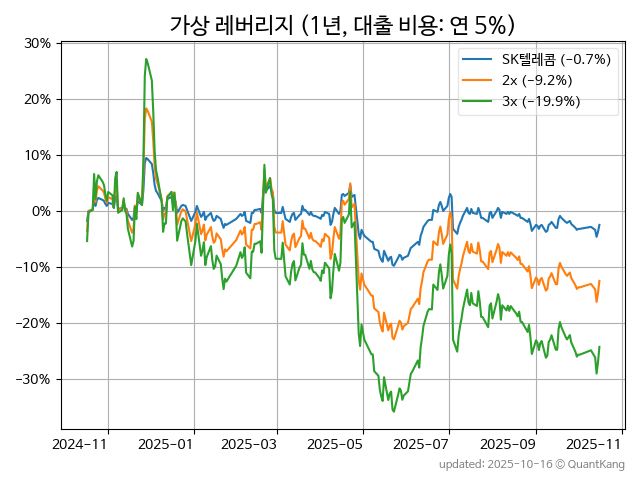 가상 레버리지 (1년, 대출 비용: 연 5%)
SK텔레콤 (−0.7%)
2x (−9.2%)
3x (−19.9%)
30%
20%
10%
0%
−10%
−20%
−30%
2024-11
2025-01
2025-03
2025-05
2025-07
2025-09
2025-11
updated: 2025-10-16 © QuantKang